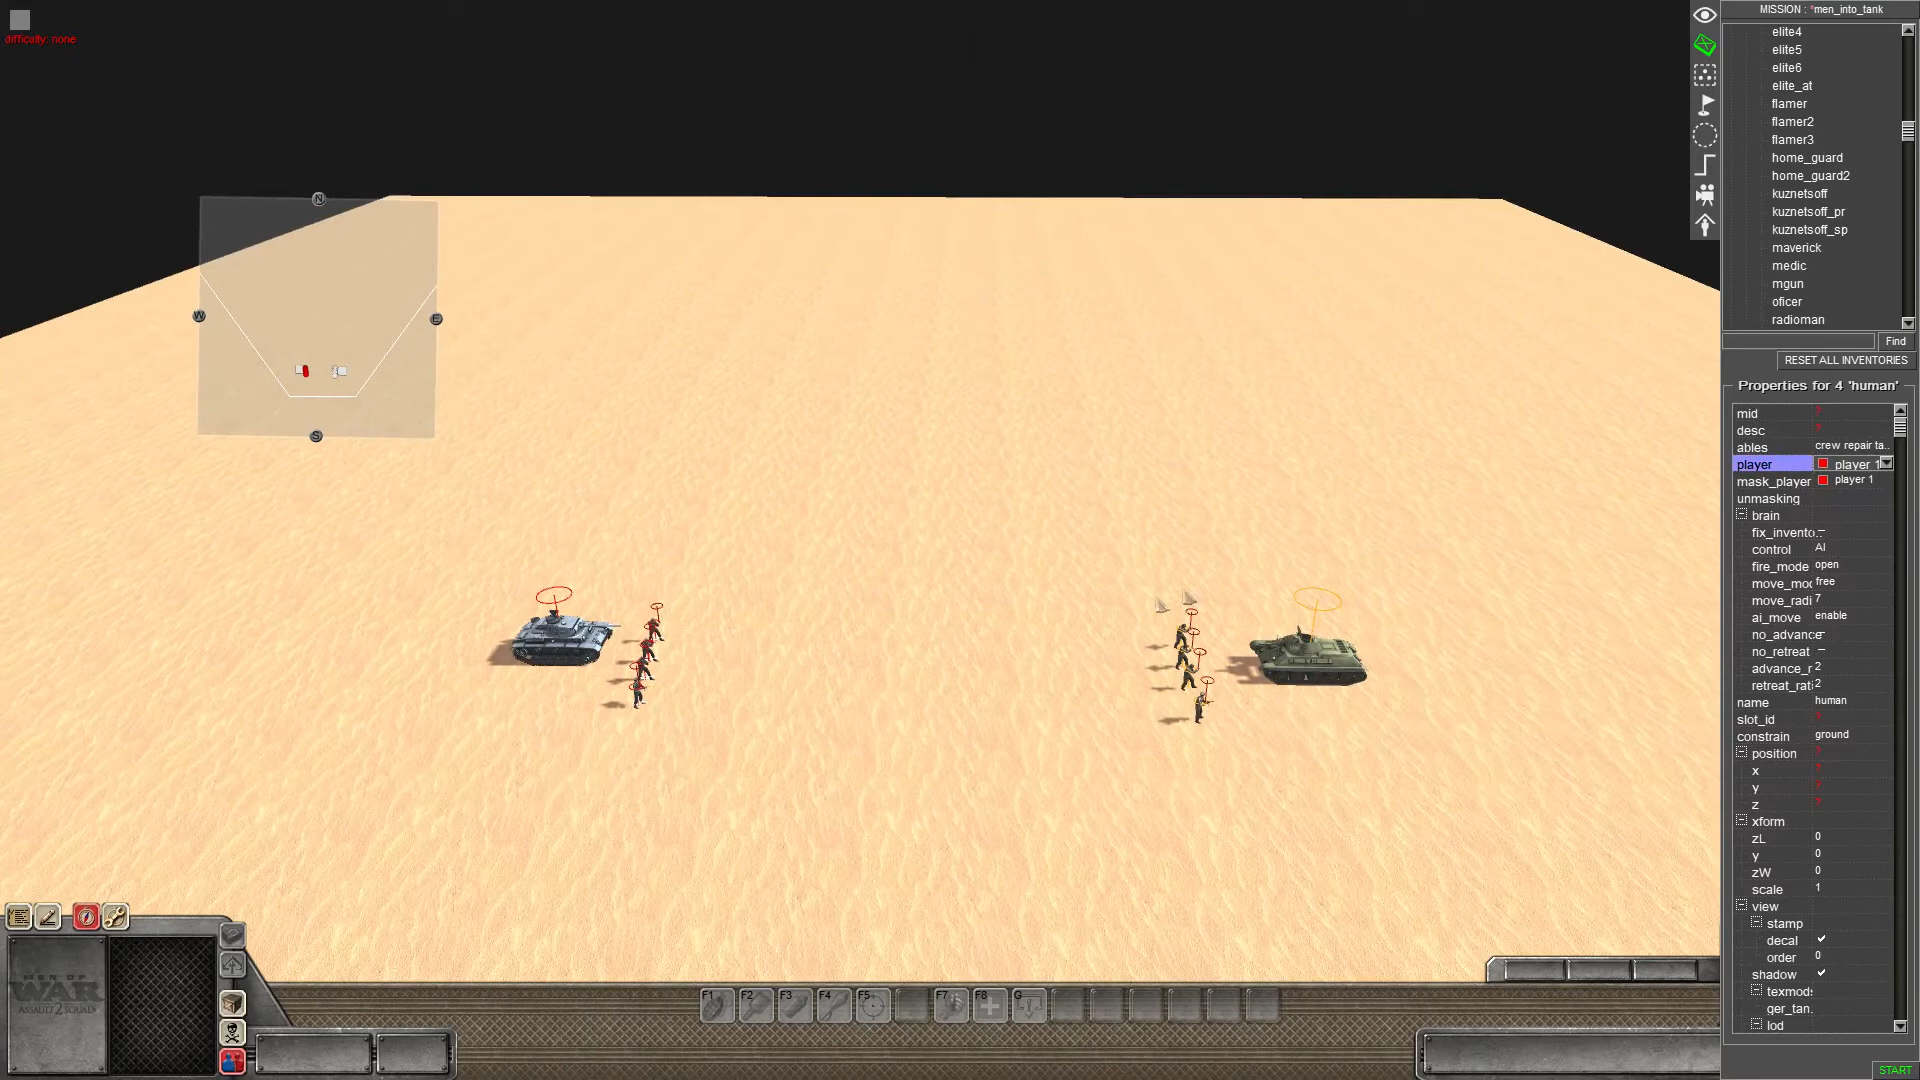 difficulty: none
MISSION : *men_into_tank
elite4
elite5
elite6
elite_at
flamer
flamer2
flamer3
home_guard
home_guard2
kuznetsoff
kuznetsoff_pr
kuznetsoff_sp
maverick
medic
mgun
oficer
radioman
Find
RESET ALL INVENTORIES
Properties for 4 'human'
mid ?
desc ?
ables crew repair ta..
player player 1
mask_player player 1
unmasking
brain
fix_invento
control AI
fire_mode open
move_mod free
move_radi 7
ai_move enable
no_advance
no_retreat
advance_r 2
retreat_rat 2
name human
slot_id ?
constrain ground
position ?
x ?
y ?
z ?
xform
zL 0
y 0
zW 0
scale 1
view
stamp
decal
order 0
shadow
texmod:
ger_tan.
lod
START
N
W
E
S
MEN OF
WAR
ASSAULT SQUAD 2
F1
F2
F3
F4
F5
F7
F8
G